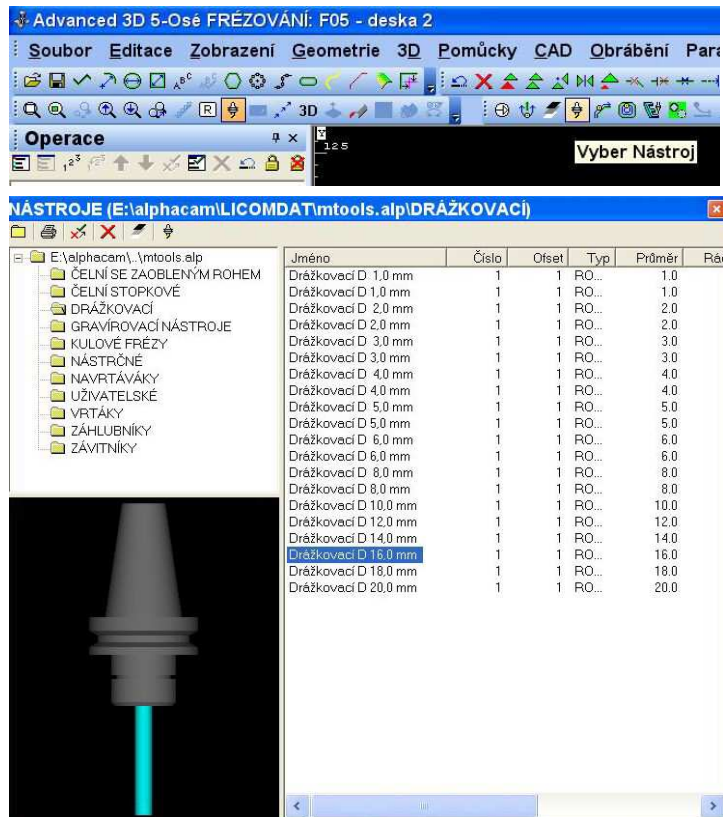 Advanced 3D 5-Osé FRÉZOVÁNÍ: F05 - deska 2
Soubor Editace Zobrazení Geometrie 3D Pomůcky CAD Obrábění Para
3D
Operace
125
Vyber Nástroj
NÁSTROJE (E:\alphacam\LICOMDAT\mtools.alp\DRÁŽKOVACÍ)
E:\alphacam\..\mtools.alp
ČELNÍ SE ZAOBLENÝM ROHEM
ČELNÍ STOPKOVÉ
DRÁŽKOVACÍ
GRAVÍROVACÍ NÁSTROJE
KULOVÉ FRÉZY
NÁSTRČNÉ
NAVRTÁVÁKY
UŽIVATELSKÉ
VRTÁKY
ZÁHLUBNÍKY
ZÁVITNÍKY
Jméno Číslo Ofset Typ Průměr Rád
Drážkovací D 1,0 mm 1 1 RO... 1.0
Drážkovací D 1,0 mm 1 1 RO... 1.0
Drážkovací D 2,0 mm 1 1 RO... 2.0
Drážkovací D 2,0 mm 1 1 RO... 2.0
Drážkovací D 3,0 mm 1 1 RO... 3.0
Drážkovací D 3,0 mm 1 1 RO... 3.0
Drážkovací D 4,0 mm 1 1 RO... 4.0
Drážkovací D 4,0 mm 1 1 RO... 4.0
Drážkovací D 5,0 mm 1 1 RO... 5.0
Drážkovací D 5,0 mm 1 1 RO... 5.0
Drážkovací D 6,0 mm 1 1 RO... 6.0
Drážkovací D 6,0 mm 1 1 RO... 6.0
Drážkovací D 8,0 mm 1 1 RO... 8.0
Drážkovací D 8,0 mm 1 1 RO... 8.0
Drážkovací D 10,0 mm 1 1 RO... 10.0
Drážkovací D 12,0 mm 1 1 RO... 12.0
Drážkovací D 14,0 mm 1 1 RO... 14.0
Drážkovací D 16,0 mm 1 1 RO... 16.0
Drážkovací D 18,0 mm 1 1 RO... 18.0
Drážkovací D 20,0 mm 1 1 RO... 20.0